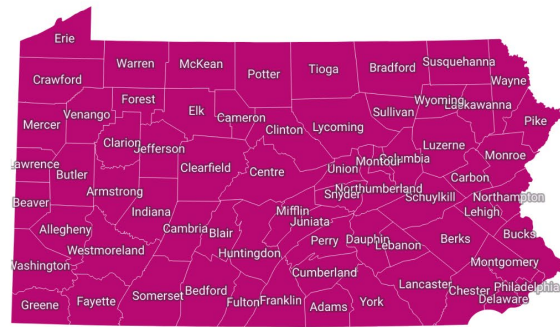 Erie
Warren
McKean
Potter
Tioga
Bradford
Susquehanna
Wayne
Crawford
Forest
Elk
Cameron
Clinton
Lycoming
Sullivan
Wyoming
Lackawanna
Pike
Mercer
Venango
Clarion
Jefferson
Clearfield
Centre
Union
Montour
Columbia
Luzerne
Monroe
Lawrence
Butler
Armstrong
Indiana
Snyder
Northumberland
Schuylkill
Carbon
Northampton
Lehigh
Beaver
Allegheny
Westmoreland
Cambria
Blair
Huntingdon
Mifflin
Juniata
Perry
Dauphin
Lebanon
Berks
Bucks
Montgomery
Washington
Greene
Fayette
Somerset
Bedford
Fulton
Franklin
Cumberland
Adams
York
Lancaster
Chester
Delaware
Philadelphia